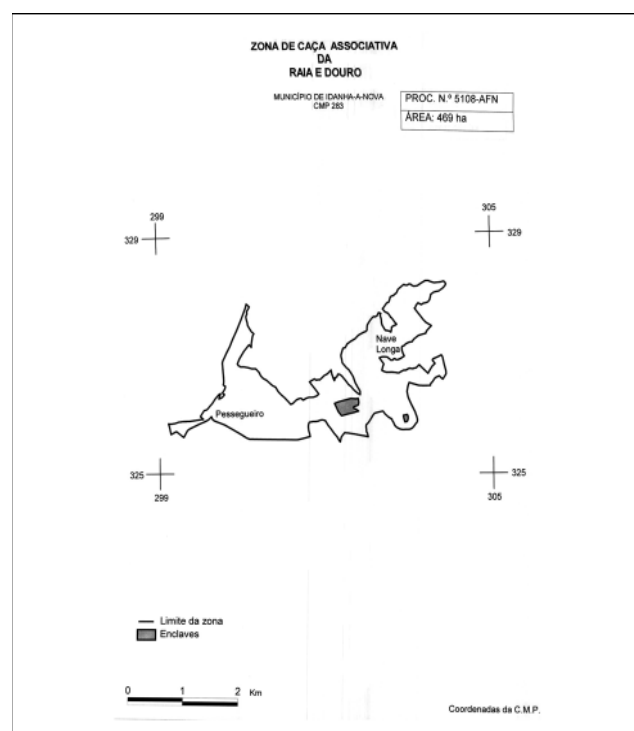 ZONA DE CAÇA ASSOCIATIVA
DA
RAIA E DOURO
MUNICÍPIO DE IDANHA-A-NOVA
CMP 283
PROC. N.º 5108-AFN
ÁREA: 469 ha
299
329
305
329
Nave
Longa
Pessegueiro
325
299
325
305
Limite da zona
Enclaves
0 1 2 Km
Coordenadas da C.M.P.